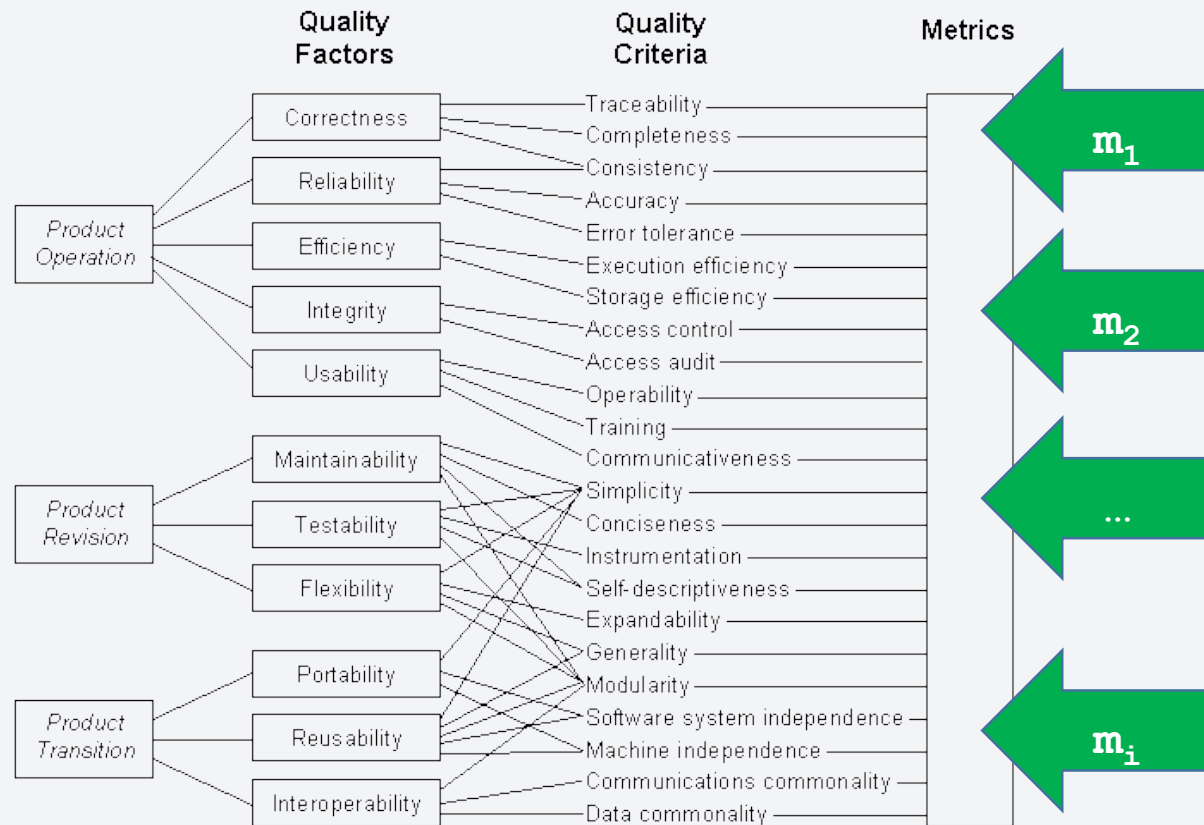 Quality
Factors
Quality
Criteria
Metrics
Product
Operation
Product
Revision
Product
Transition
Correctness
Reliability
Efficiency
Integrity
Usability
Maintainability
Testability
Flexibility
Portability
Reusability
Interoperability
Traceability
Completeness
Consistency
Accuracy
Error tolerance
Execution efficiency
Storage efficiency
Access control
Access audit
Operability
Training
Communicativeness
Simplicity
Conciseness
Instrumentation
Self-descriptiveness
Expandability
Generality
Modularity
Software system independence
Machine independence
Communications commonality
Data commonality
m₁
m₂
...
mᵢ